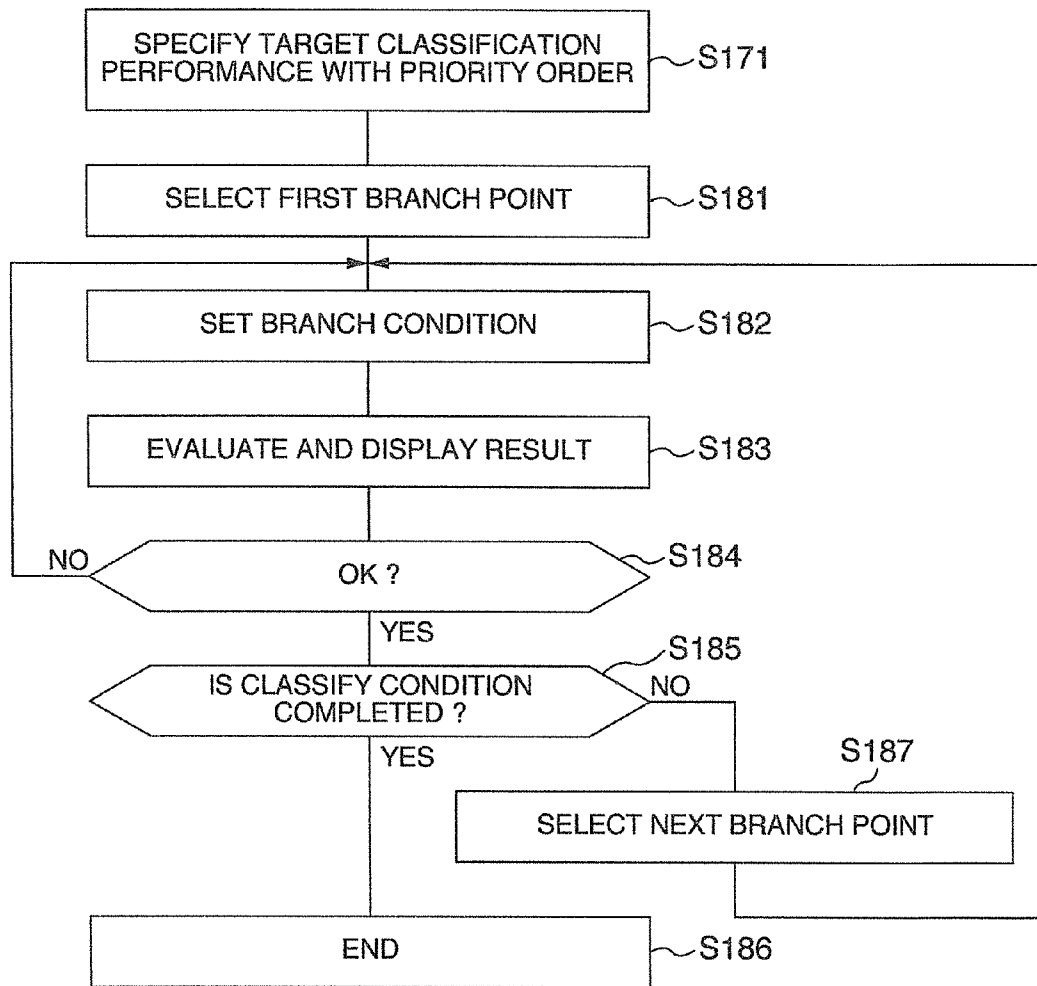 SPECIFY TARGET CLASSIFICATION
PERFORMANCE WITH PRIORITY ORDER
S171
SELECT FIRST BRANCH POINT
S181
SET BRANCH CONDITION
S182
EVALUATE AND DISPLAY RESULT
S183
NO
OK ?
S184
YES
S185
IS CLASSIFY CONDITION
COMPLETED ?
NO
YES
S187
SELECT NEXT BRANCH POINT
END
S186